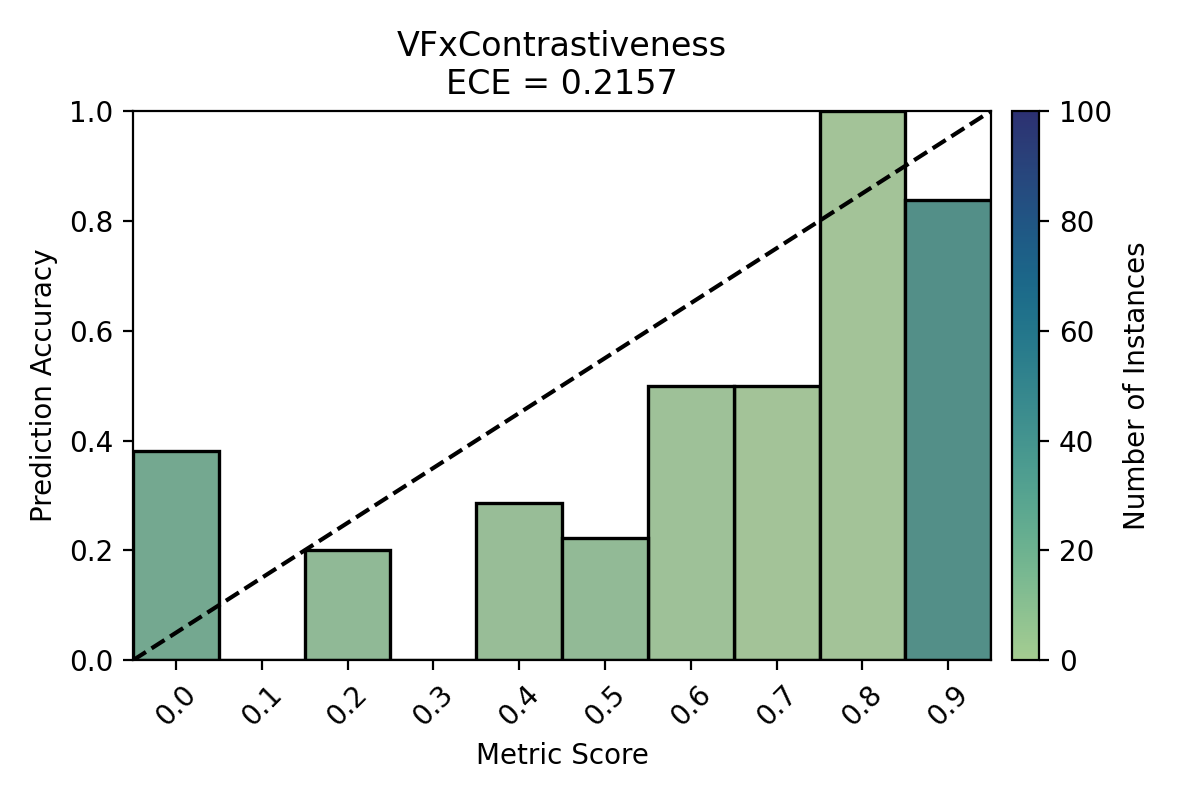 VFxContrastiveness
ECE = 0.2157
Prediction Accuracy
1.0
0.8
0.6
0.4
0.2
0.0
0.0 0.1 0.2 0.3 0.4 0.5 0.6 0.7 0.8 0.9
Metric Score
100
80
60
40
20
0
Number of Instances